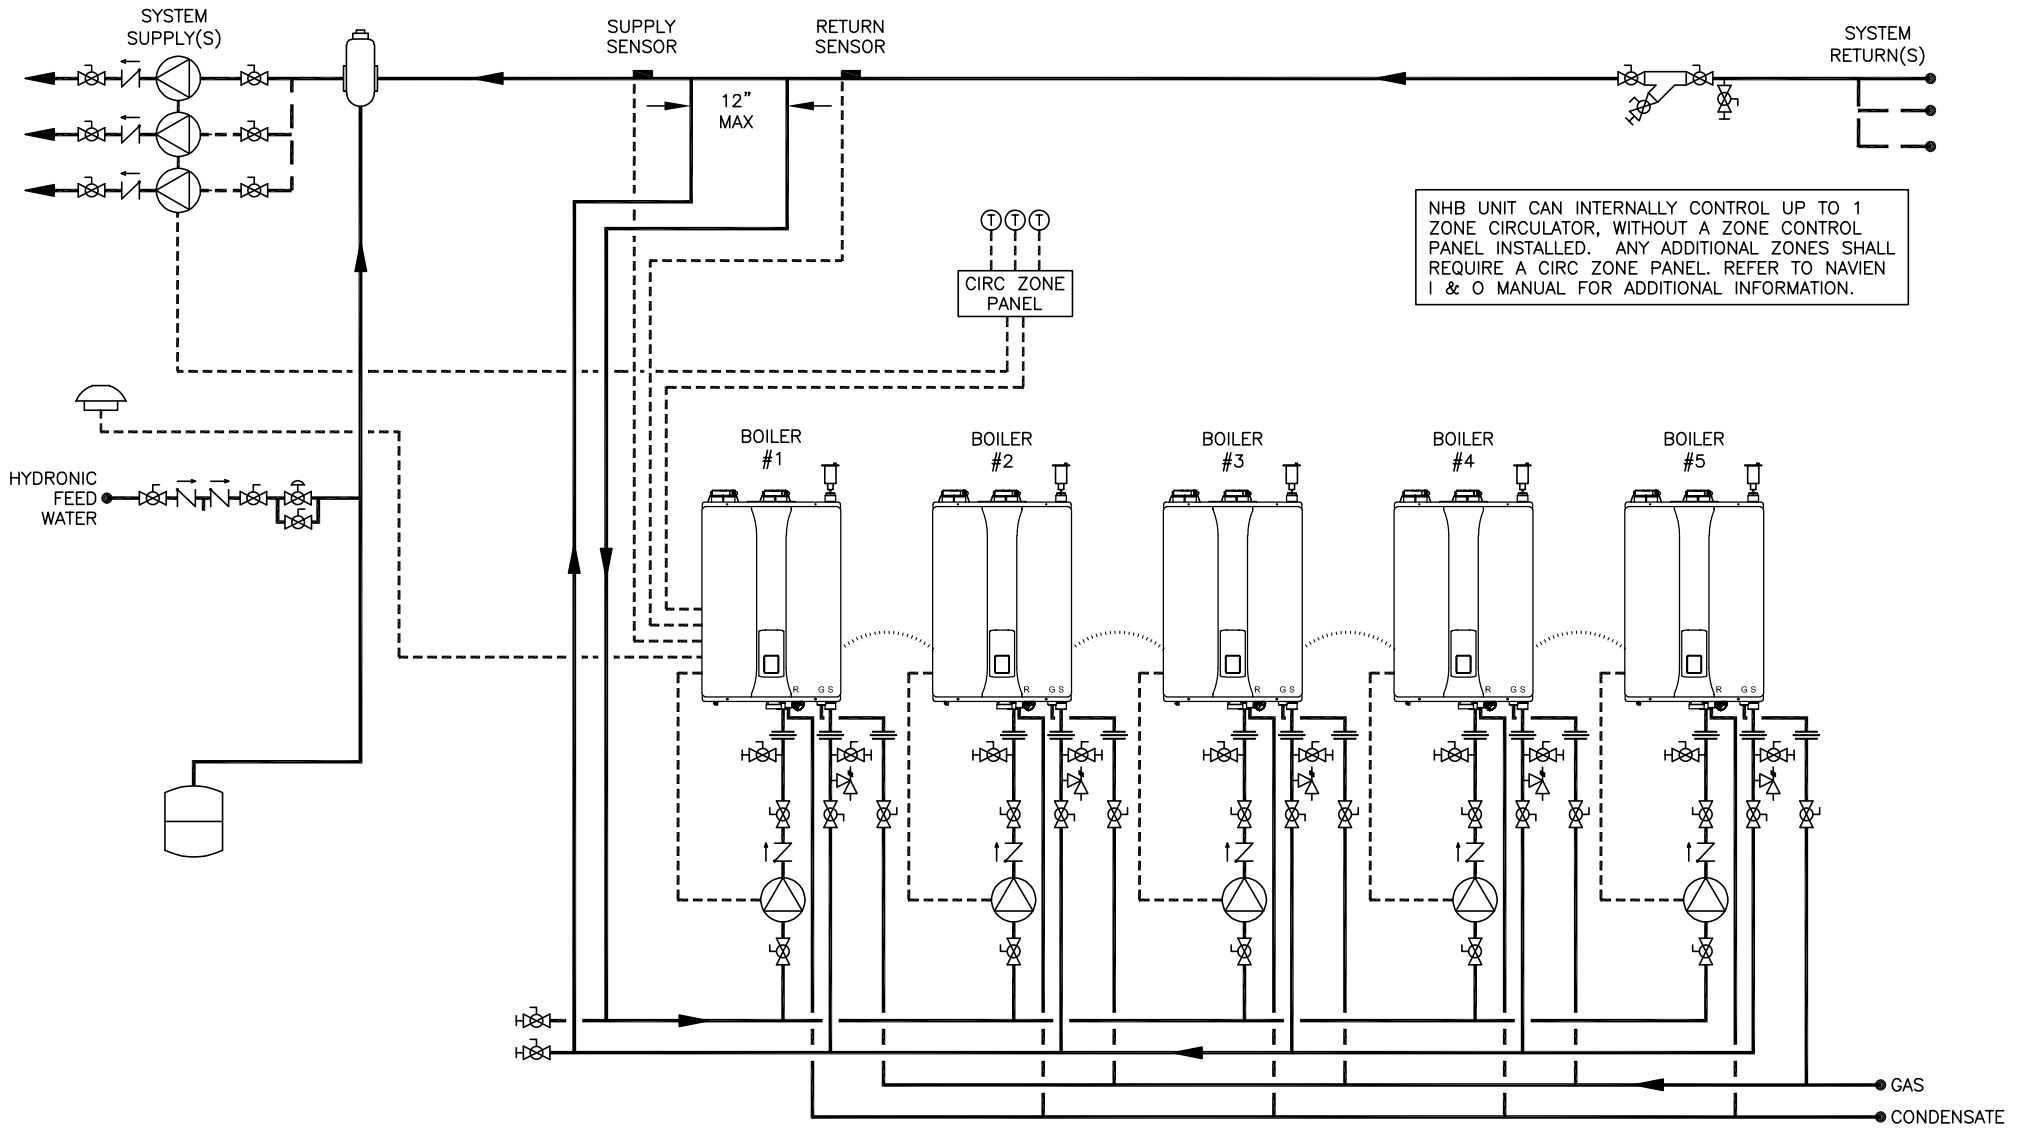 SYSTEM
SUPPLY(S)
SUPPLY
SENSOR
RETURN
SENSOR
SYSTEM
RETURN(S)
12”
MAX
NHB UNIT CAN INTERNALLY CONTROL UP TO 1
ZONE CIRCULATOR, WITHOUT A ZONE CONTROL
PANEL INSTALLED. ANY ADDITIONAL ZONES SHALL
REQUIRE A CIRC ZONE PANEL. REFER TO NAVIEN
I & O MANUAL FOR ADDITIONAL INFORMATION.
T T T
CIRC ZONE
PANEL
HYDRONIC
FEED
WATER
BOILER
#1
BOILER
#2
BOILER
#3
BOILER
#4
BOILER
#5
R G S
R G S
R G S
R G S
R G S
GAS
CONDENSATE